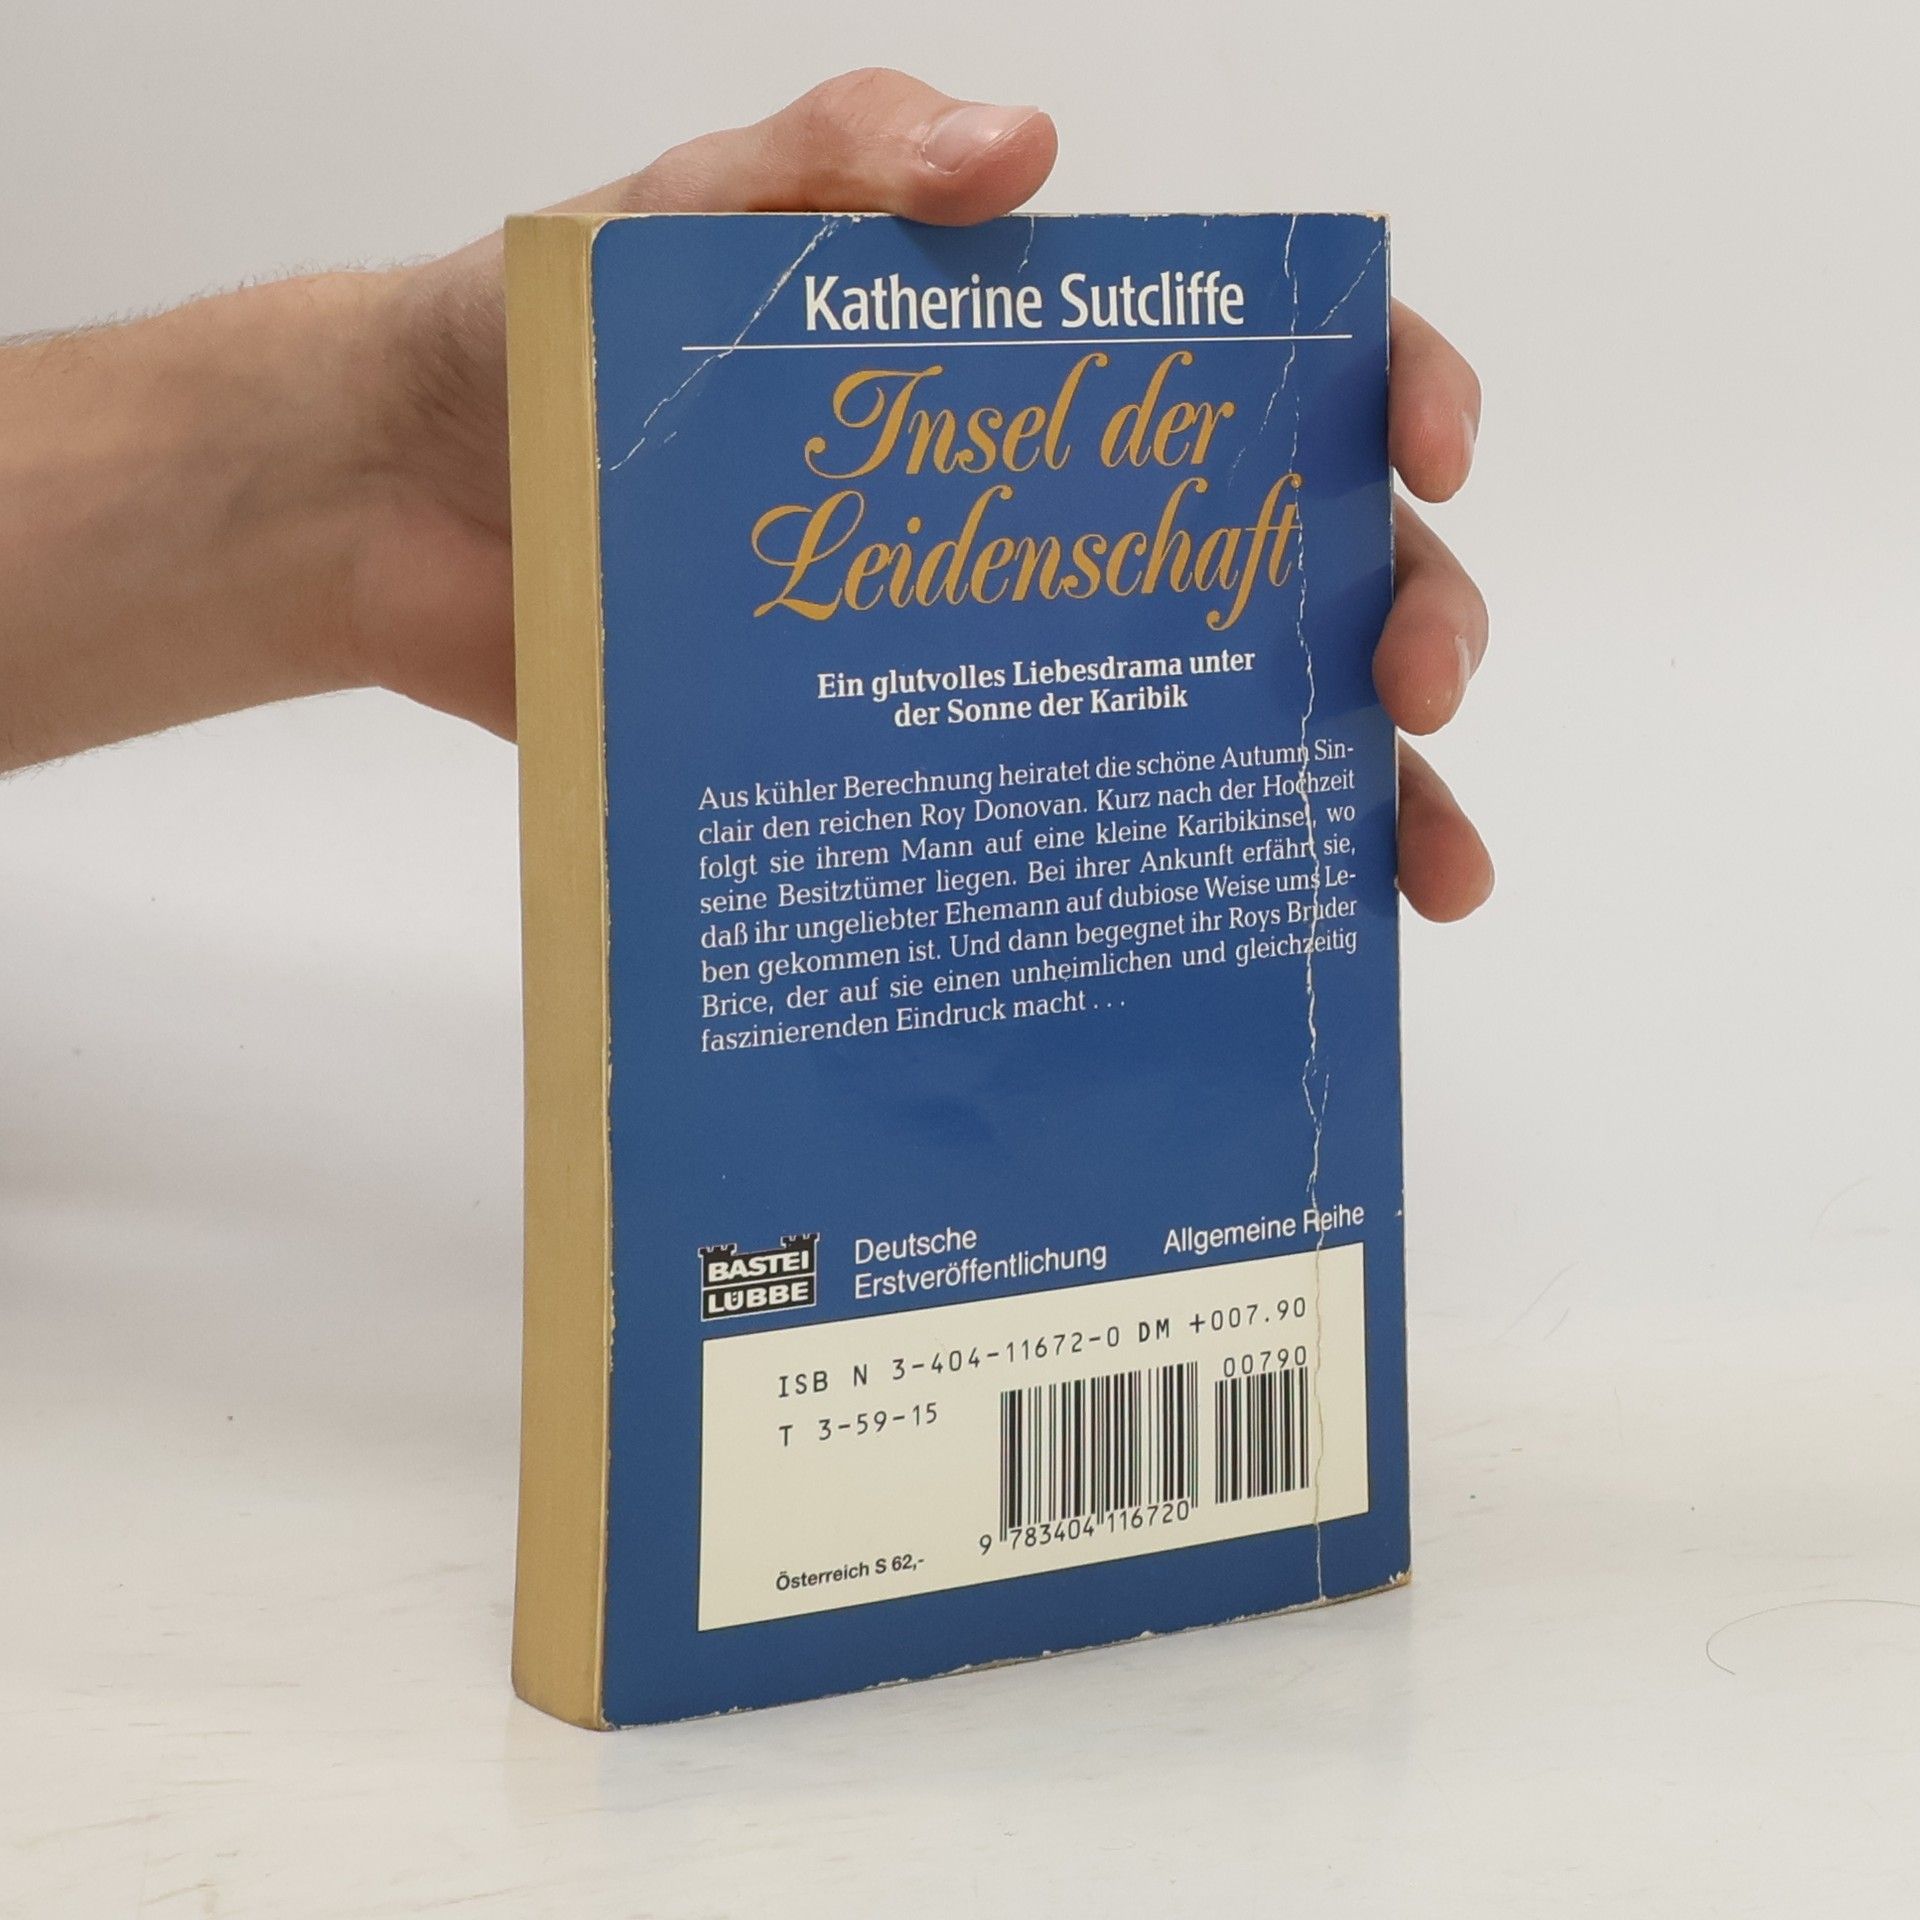 Katherine Sutcliffe
Insel der
Leidenschaft
Ein glutvolles Liebesdrama unter
der Sonne der Karibik
Aus kühler Berechnung heiratet die schöne Autumn Sin-
clair den reichen Roy Donovan. Kurz nach der Hochzeit
folgt sie ihrem Mann auf eine kleine Karibikinsel, wo
seine Besitztümer liegen. Bei ihrer Ankunft erfährt sie,
daß ihr ungeliebter Ehemann auf dubiose Weise ums Le-
ben gekommen ist. Und dann begegnet ihr Roys Bruder
Brice, der auf sie einen unheimlichen und gleichzeitig
faszinierenden Eindruck macht . . .
BASTEI
LÜBBE
Deutsche
Erstveröffentlichung
Allgemeine Reihe
ISB N 3-404-11672-0 DM +007.90
00790
T 3-59-15
9 783404 116720
Österreich S 62,-